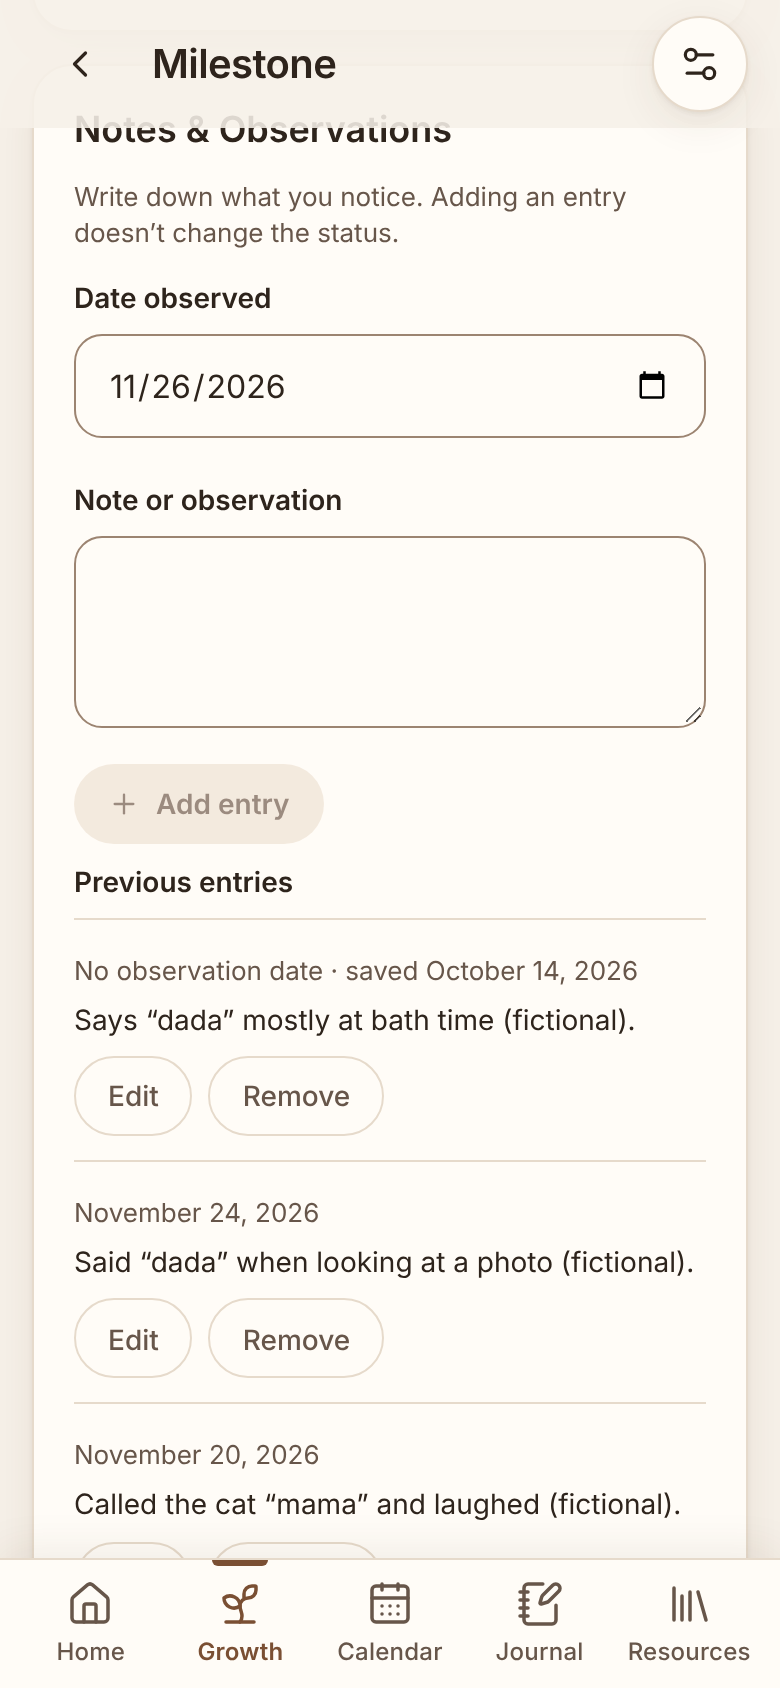 Milestone
Notes & Observations
Write down what you notice. Adding an entry
doesn’t change the status.
Date observed
11/26/2026
Note or observation
+ Add entry
Previous entries
No observation date · saved October 14, 2026
Says “dada” mostly at bath time (fictional).
Edit Remove
November 24, 2026
Said “dada” when looking at a photo (fictional).
Edit Remove
November 20, 2026
Called the cat “mama” and laughed (fictional).
Home Growth Calendar Journal Resources